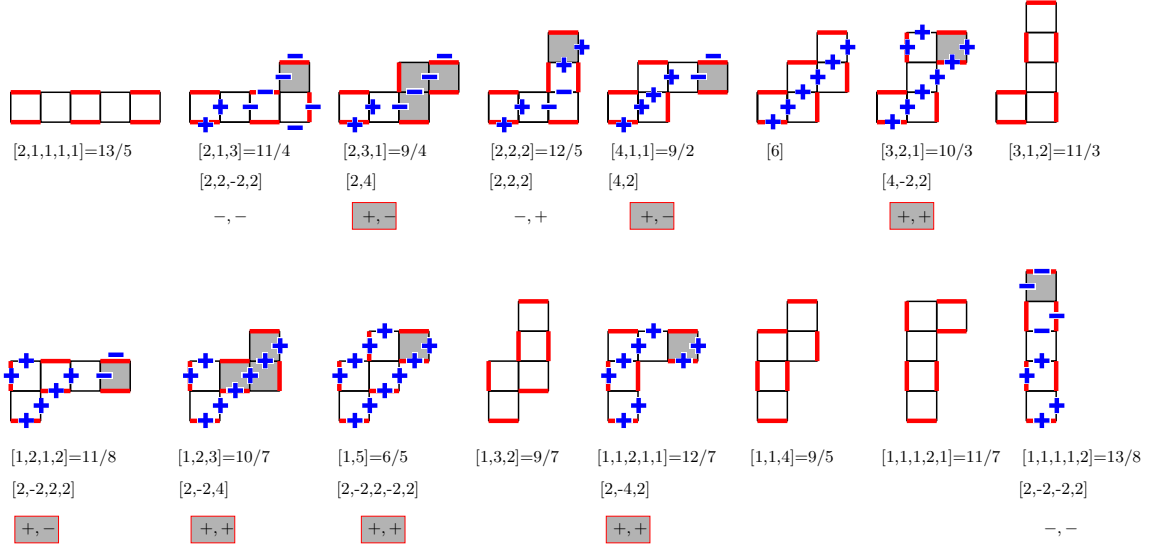 [2,1,1,1,1]=13/5 [2,1,3]=11/4 [2,3,1]=9/4 [2,2,2]=12/5 [4,1,1]=9/2 [6] [3,2,1]=10/3 [3,1,2]=11/3
[2,2,-2,2] [2,4] [2,2,2] [4,2] [4,-2,2]
−,− +,− −,+ +,− +,+
[1,2,1,2]=11/8 [1,2,3]=10/7 [1,5]=6/5 [1,3,2]=9/7 [1,1,2,1,1]=12/7 [1,1,4]=9/5 [1,1,1,2,1]=11/7 [1,1,1,1,2]=13/8
[2,-2,2,2] [2,-2,4] [2,-2,2,-2,2] [2,-4,2] [2,-2,-2,2]
+,− +,+ +,+ +,+ −,−